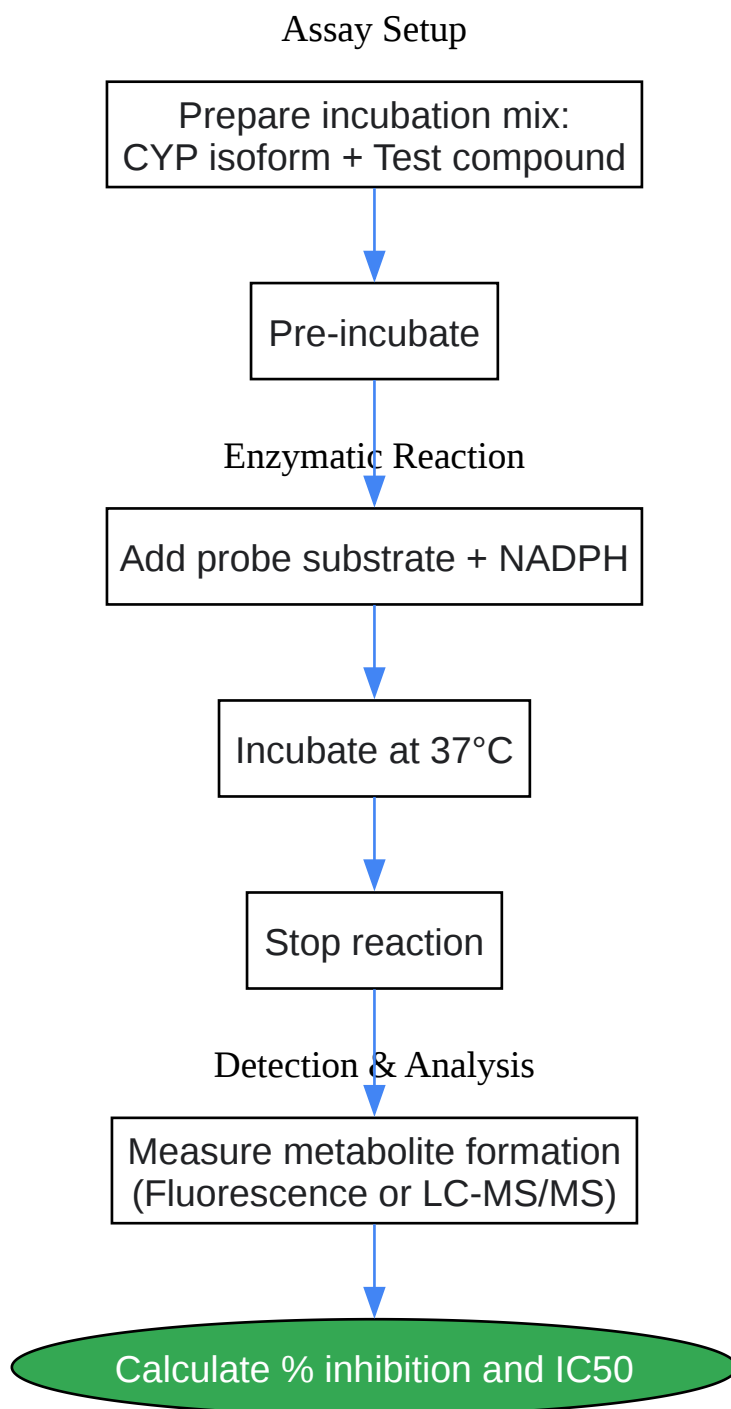 Assay Setup
Prepare incubation mix:
CYP isoform + Test compound
Pre-incubate
Enzymatic Reaction
Add probe substrate + NADPH
Incubate at 37°C
Stop reaction
Detection & Analysis
Measure metabolite formation
(Fluorescence or LC-MS/MS)
Calculate % inhibition and IC50